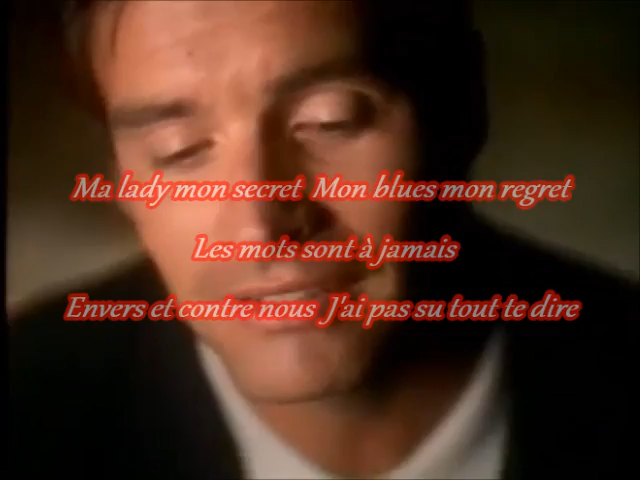 Ma lady mon secret Mon blues mon regret
Les mots sont à jamais
Envers et contre nous J'ai pas su tout te dire